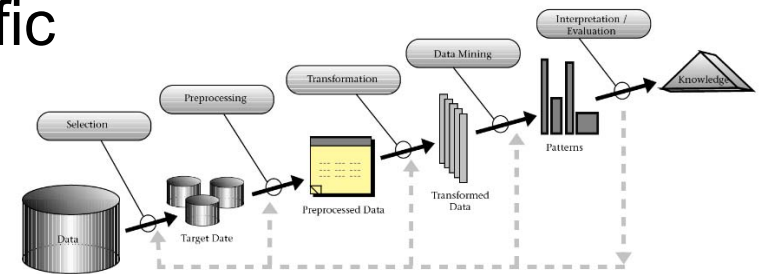 fic
Interpretation /
Evaluation
Data Mining
Transformation
Preprocessing
Selection
Knowledge
Patterns
Transformed
Data
Preprocessed Data
Target Date
Data